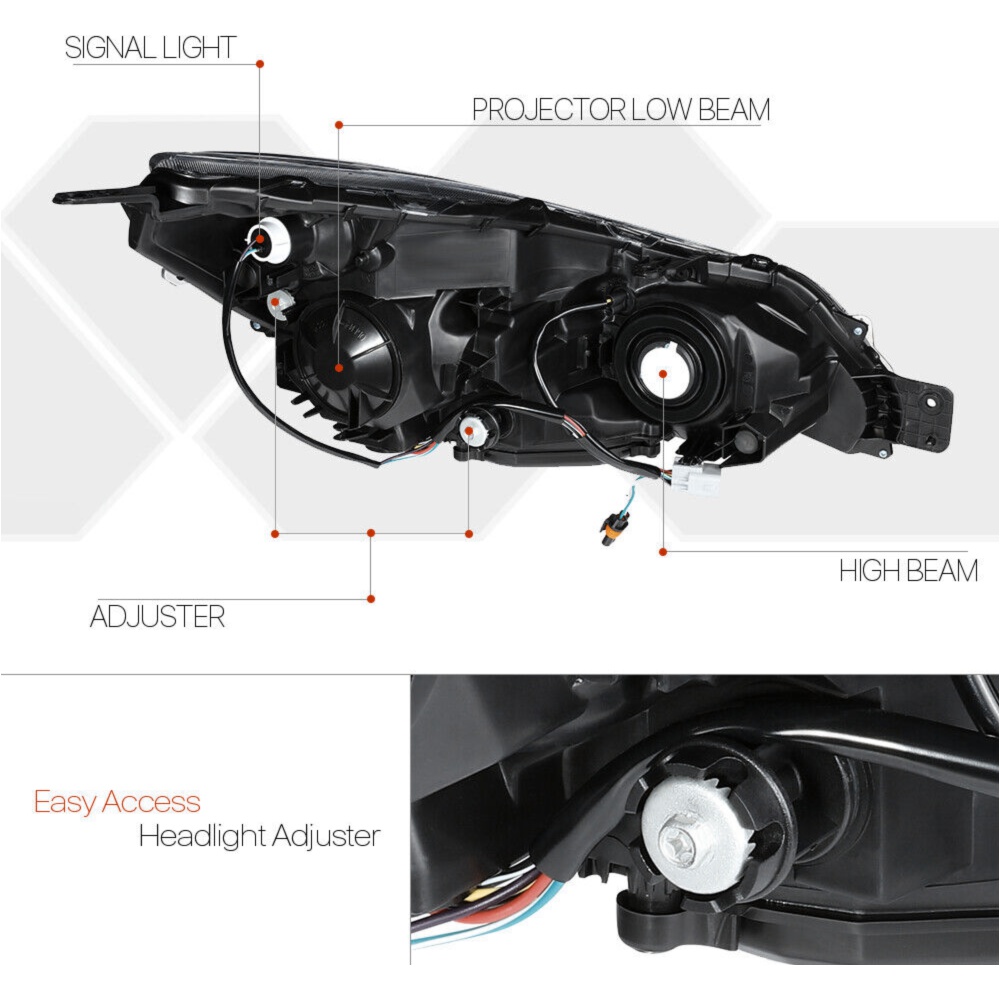 SIGNAL LIGHT
PROJECTOR LOW BEAM
HIGH BEAM
ADJUSTER
Easy Access
Headlight Adjuster